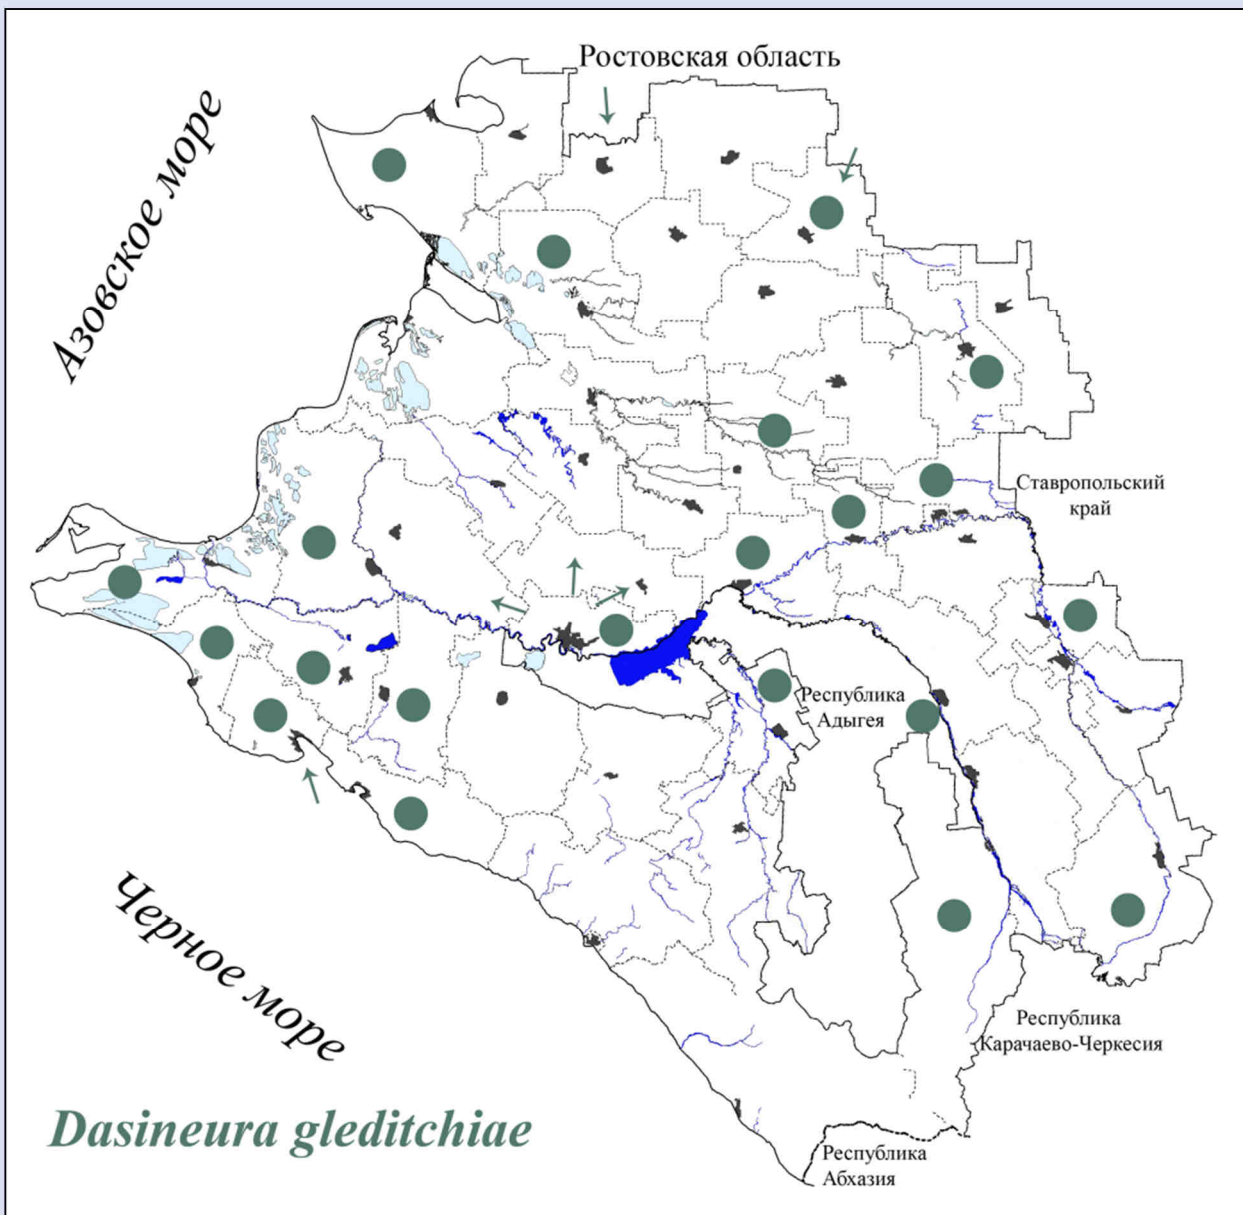 Ростовская область
Азовское море
Ставропольский
край
Республика
Адыгея
Черное море
Республика
Карачаево-Черкесия
Dasineura gleditchiae
Республика
Абхазия